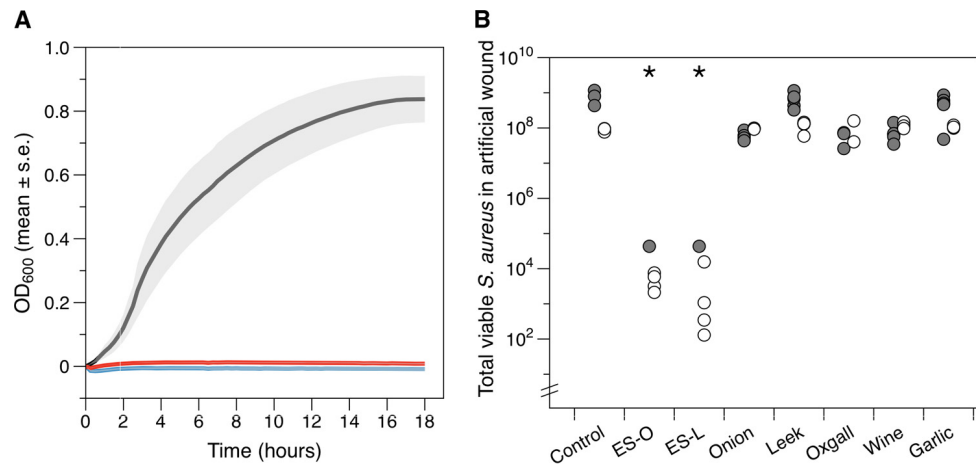 A
OD600 (mean ± s.e.)
1.0
0.8
0.6
0.4
0.2
0
0 2 4 6 8 10 12 14 16 18
Time (hours)
B
Total viable S. aureus in artificial wound
10^10
10^8
10^6
10^4
10^2
* *
Control ES-O ES-L Onion Leek Oxgall Wine Garlic